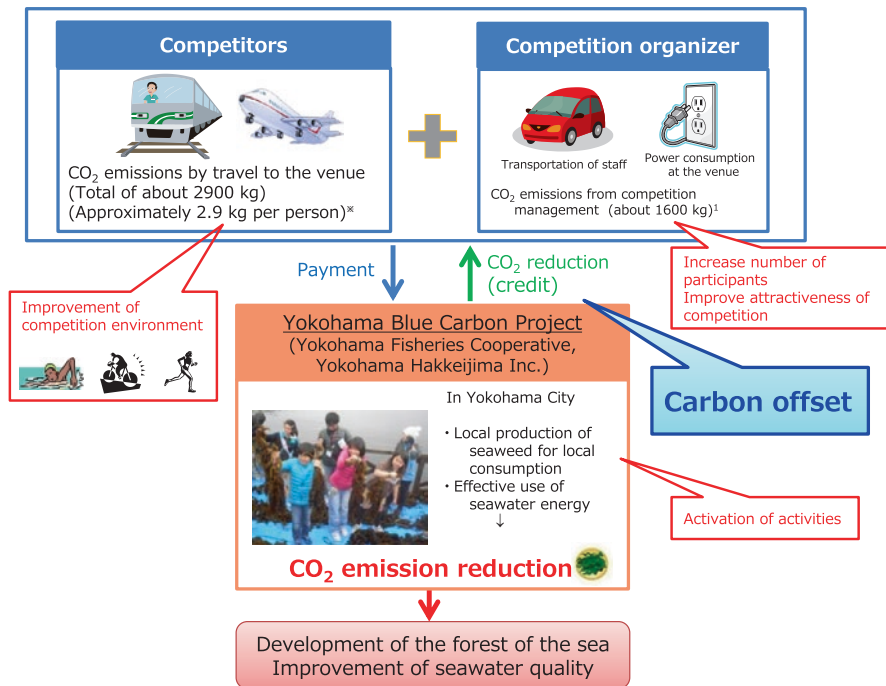 Competitors
CO₂ emissions by travel to the venue
(Total of about 2900 kg)
(Approximately 2.9 kg per person)※
Competition organizer
Transportation of staff
Power consumption
at the venue
CO₂ emissions from competition
management (about 1600 kg)¹
Payment
CO₂ reduction
(credit)
Increase number of
participants
Improve attractiveness of
competition
Improvement of
competition environment
Yokohama Blue Carbon Project
(Yokohama Fisheries Cooperative,
Yokohama Hakkeijima Inc.)
Carbon offset
In Yokohama City
・Local production of
seaweed for local
consumption
・Effective use of
seawater energy
↓
Activation of activities
CO₂ emission reduction
Development of the forest of the sea
Improvement of seawater quality